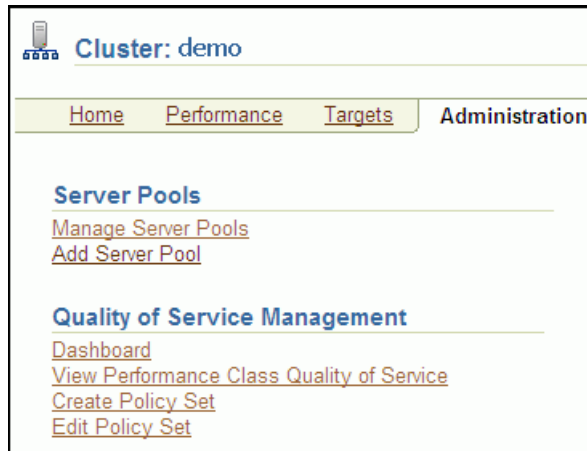 Cluster: demo
Home Performance Targets Administration
Server Pools
Manage Server Pools
Add Server Pool
Quality of Service Management
Dashboard
View Performance Class Quality of Service
Create Policy Set
Edit Policy Set